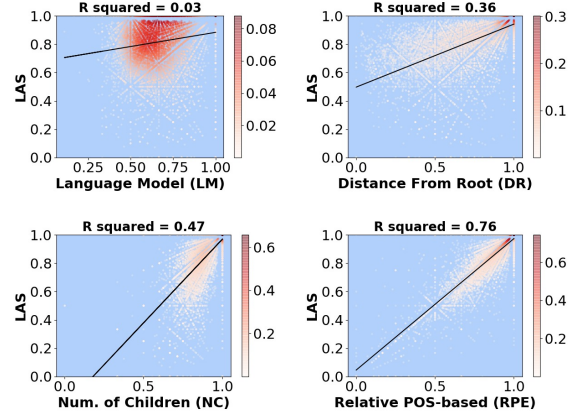 R squared = 0.03
1.0
0.8
0.6
0.4
0.2
0.0
LAS
0.25 0.50 0.75 1.00
Language Model (LM)
0.08
0.06
0.04
0.02
R squared = 0.36
1.0
0.8
0.6
0.4
0.2
0.0
LAS
0.0 0.5 1.0
Distance From Root (DR)
0.3
0.2
0.1
R squared = 0.47
1.0
0.8
0.6
0.4
0.2
0.0
LAS
0.0 0.5 1.0
Num. of Children (NC)
0.6
0.4
0.2
R squared = 0.76
1.0
0.8
0.6
0.4
0.2
0.0
LAS
0.0 0.5 1.0
Relative POS-based (RPE)
0.6
0.4
0.2